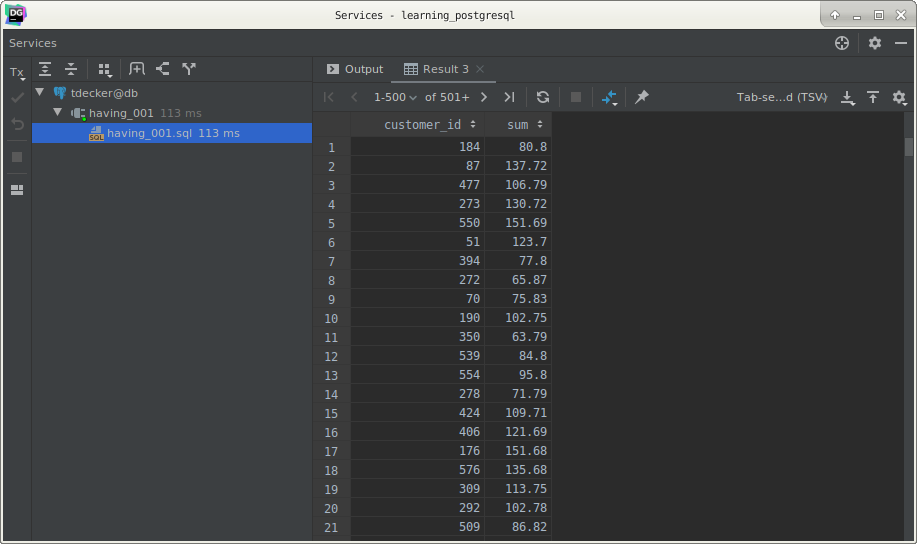 DG
Services - learning_postgresql
Services
Tx
tdecker@db
having_001 113 ms
SQL having_001.sql 113 ms
Output Result 3
1-500 of 501+ Tab-se...d (TSV)
customer_id sum
1 184 80.8
2 87 137.72
3 477 106.79
4 273 130.72
5 550 151.69
6 51 123.7
7 394 77.8
8 272 65.87
9 70 75.83
10 190 102.75
11 350 63.79
12 539 84.8
13 554 95.8
14 278 71.79
15 424 109.71
16 406 121.69
17 176 151.68
18 576 135.68
19 309 113.75
20 292 102.78
21 509 86.82